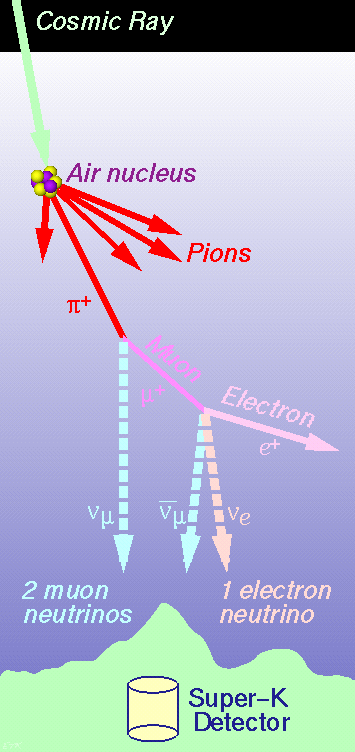 Cosmic Ray
Air nucleus
Pions
π+
Muon
μ+
Electron
e+
νμ
ν̅μ
νe
2 muon
neutrinos
1 electron
neutrino
Super–K
Detector